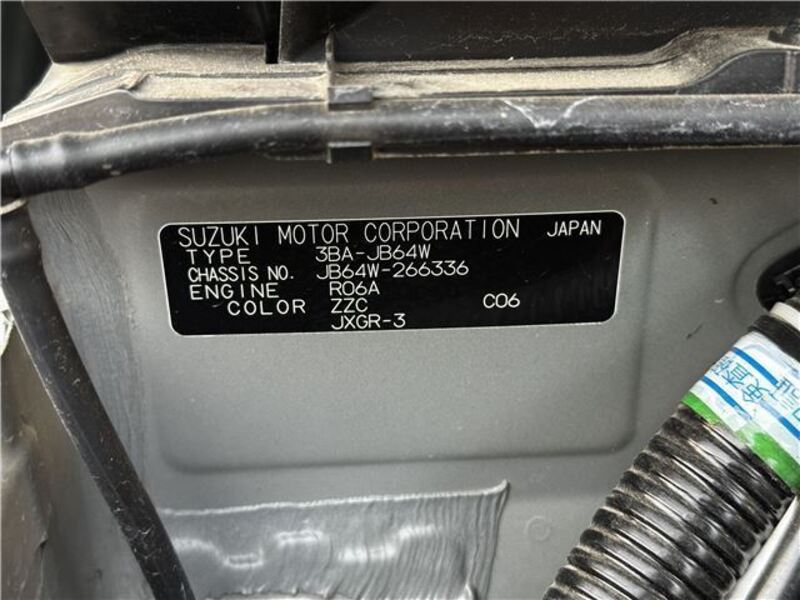 SUZUKI MOTOR CORPORATION JAPAN
TYPE 3BA-JB64W
CHASSIS NO. JB64W-266336
ENGINE R06A
COLOR ZZC C06
JXGR-3